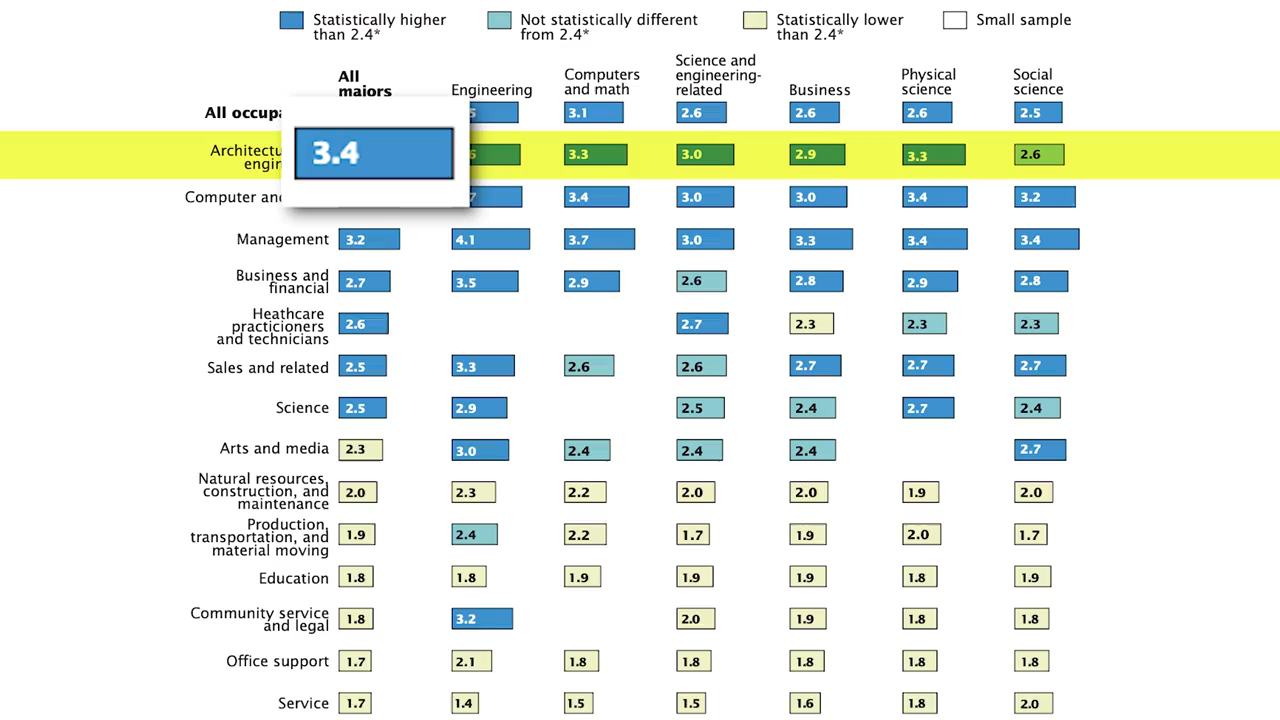 Statistically higher
than 2.4*
Not statistically different
from 2.4*
Statistically lower
than 2.4*
Small sample
All
majors
Engineering
Computers
and math
Science and
engineering-
related
Business
Physical
science
Social
science
All 3.1 2.6 2.6 2.6 2.5
3.4
3.3 3.0 2.9 3.3 2.6
Computer 3.4 3.0 3.0 3.4 3.2
Management 3.2 4.1 3.7 3.0 3.3 3.4 3.4
Business and
financial 2.7 3.5 2.9 2.6 2.8 2.9 2.8
Heathcare
practicioners
and technicians 2.6 2.7 2.3 2.3 2.3
Sales and related 2.5 3.3 2.6 2.6 2.7 2.7 2.7
Science 2.5 2.9 2.5 2.4 2.7 2.4
Arts and media 2.3 3.0 2.4 2.4 2.4 2.7
Natural resources,
construction, and
maintenance 2.0 2.3 2.2 2.0 2.0 1.9 2.0
Production,
transportation, and
material moving 1.9 2.4 2.2 1.7 1.9 2.0 1.7
Education 1.8 1.8 1.9 1.9 1.9 1.8 1.9
Community service
and legal 1.8 3.2 2.0 1.9 1.8 1.8
Office support 1.7 2.1 1.8 1.8 1.8 1.8 1.8
Service 1.7 1.4 1.5 1.5 1.6 1.8 2.0